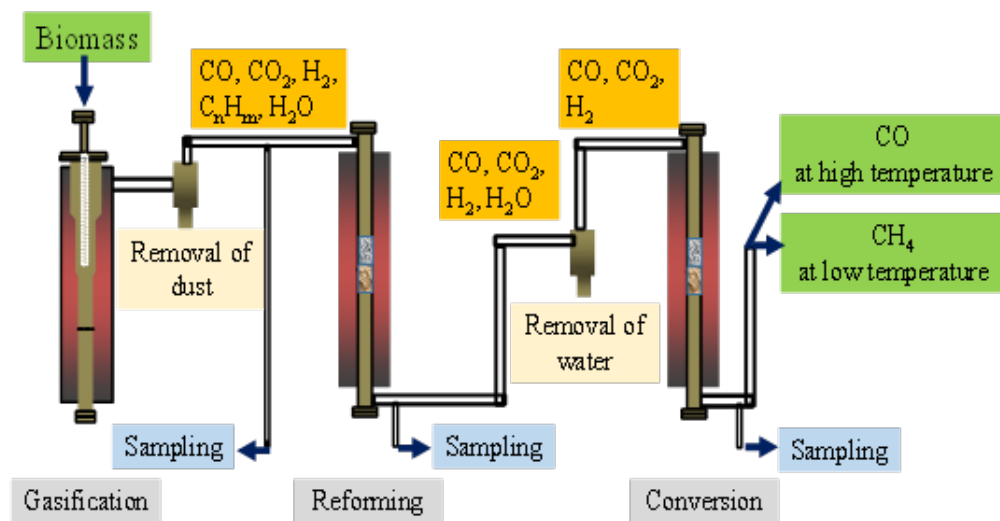 Biomass
CO, CO₂, H₂,
CₙHₘ, H₂O
Removal of
dust
Sampling
Gasification
CO, CO₂,
H₂, H₂O
Sampling
Reforming
CO, CO₂,
H₂
Removal of
water
CO
at high temperature
CH₄
at low temperature
Sampling
Conversion